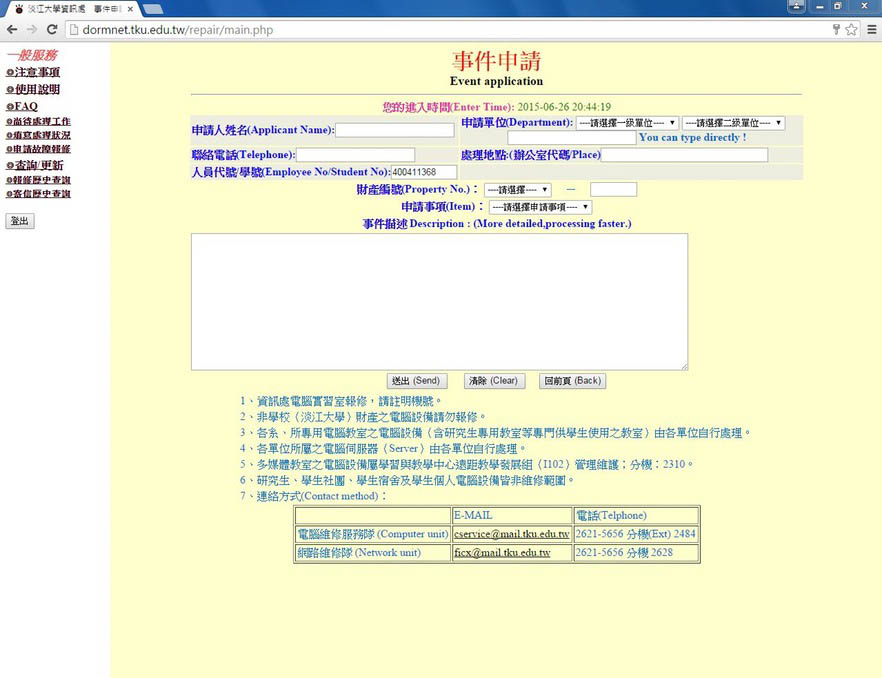 淡江大學資訊處 事件申
dormnet.tku.edu.tw/repair/main.php
一般服務
注意事項
使用說明
FAQ
尚待處理工作
病惡處理狀況
申請故障報修
查詢/更新
報修歷史查詢
寄信歷史查詢
登出
事件申請
Event application
您的進入時間(Enter Time): 2015-06-26 20:44:19
申請人姓名(Applicant Name):
申請單位(Department): ----請選擇一級單位---- ----請選擇二級單位----
You can type directly !
聯絡電話(Telephone):
處理地點:(辦公室代碼/Place)
人員代號/學號(Employee No/Student No): 400411368
財產編號(Property No.)： ----請選擇---- —
申請事項(Item)： ----請選擇申請事項----
事件描述 Description : (More detailed,processing faster.)
送出 (Send) 清除 (Clear) 回前頁 (Back)
1、資訊處電腦實習室報修，請註明機號。
2、非學校（淡江大學）財產之電腦設備請勿報修。
3、各系、所專用電腦教室之電腦設備（含研究生專用教室等專門供學生使用之教室）由各單位自行處理。
4、各單位所屬之電腦伺服器（Server）由各單位自行處理。
5、多媒體教室之電腦設備屬學習與教學中心遠距教學發展組（I102）管理維護；分機：2310。
6、研究生、學生社團、學生宿舍及學生個人電腦設備皆非維修範圍。
7、連絡方式(Contact method)：
E-MAIL 電話(Telphone)
電腦維修服務隊 (Computer unit) cservice@mail.tku.edu.tw 2621-5656 分機(Ext) 2484
網路維修隊 (Network unit) ficx@mail.tku.edu.tw 2621-5656 分機 2628